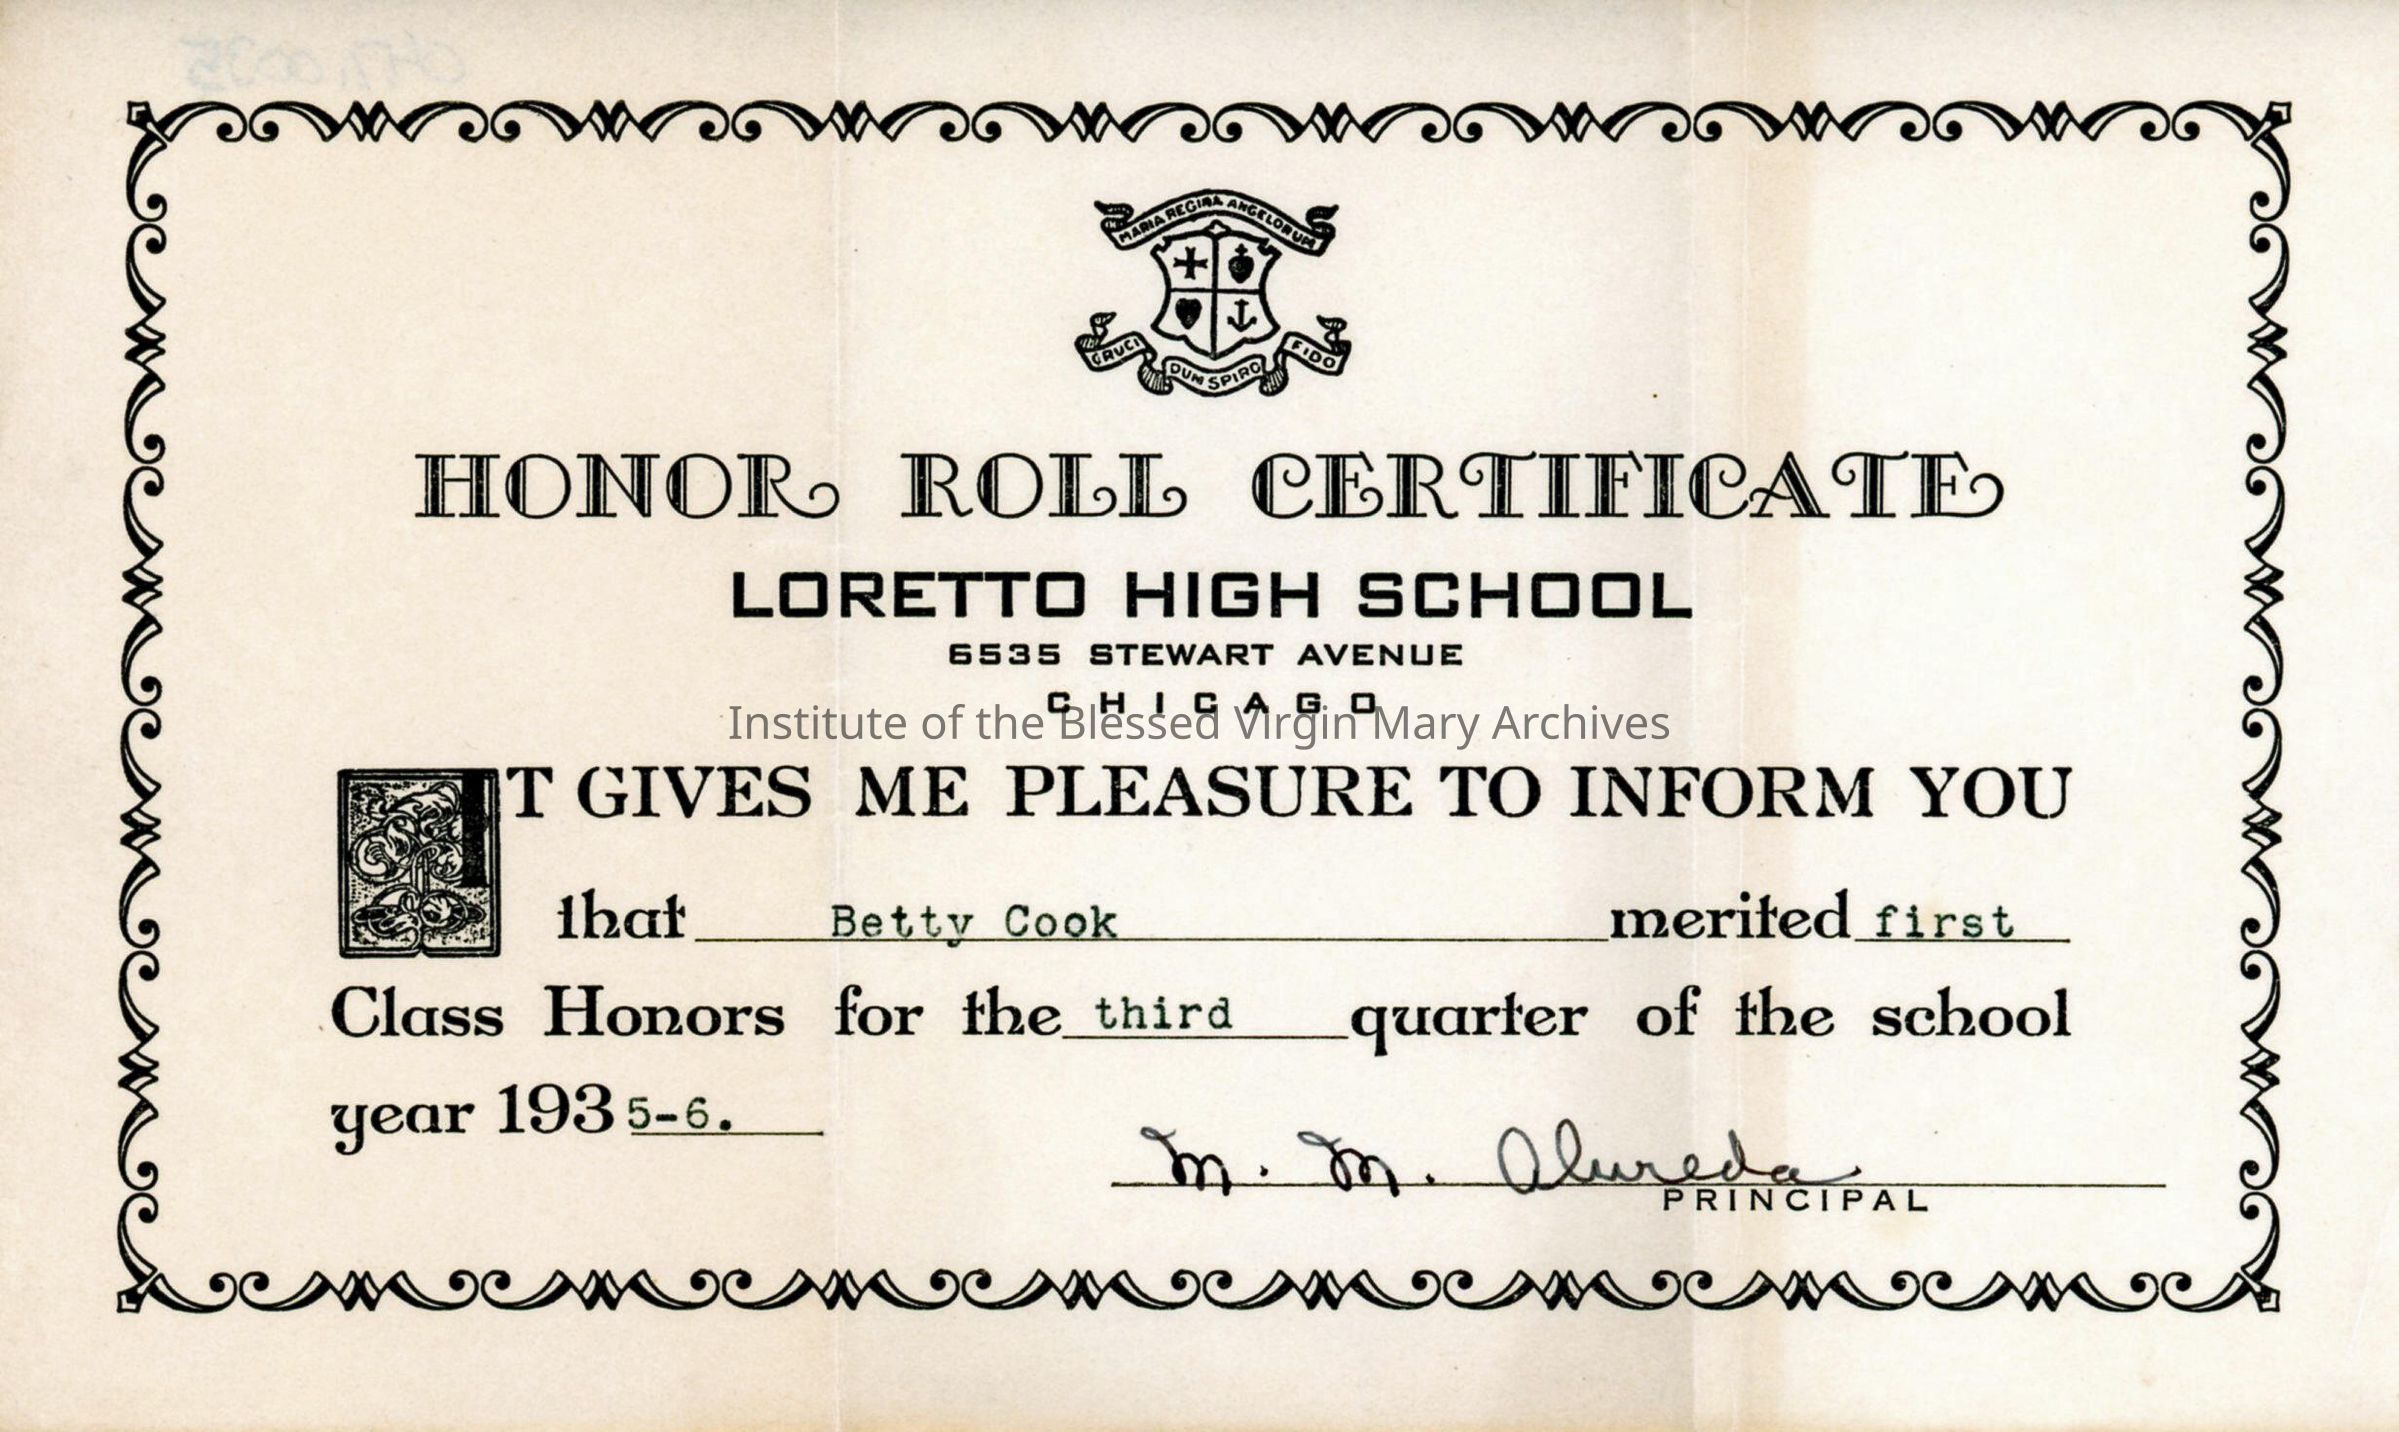 MARIA REGINA ANGELORUM
CRUCI DUM SPIRO FIDO
HONOR ROLL CERTIFICATE
LORETTO HIGH SCHOOL
6535 STEWART AVENUE
CHICAGO
Institute of the Blessed Virgin Mary Archives
IT GIVES ME PLEASURE TO INFORM YOU
that Betty Cook merited first
Class Honors for the third quarter of the school
year 1935-6.
M. M. Alureda
PRINCIPAL